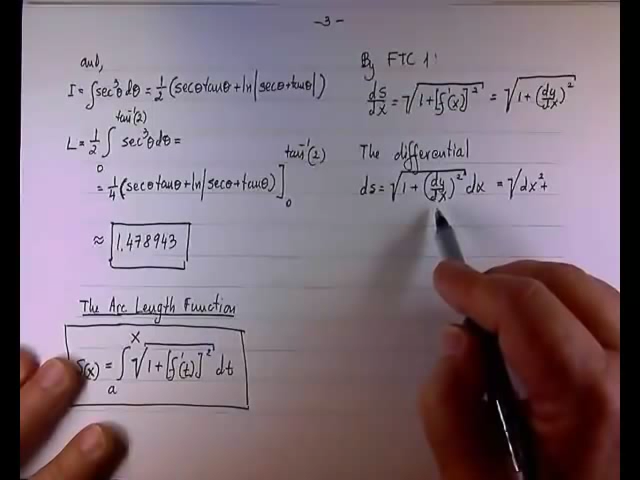 -3-
and,
I = ∫sec³θdθ = 1/2 (secθtanθ + ln|secθ+tanθ|)
L = 1/2 ∫₀^tan⁻¹(2) sec³θdθ =
= 1/4 (secθtanθ + ln|secθ+tanθ)]₀^tan⁻¹(2)
≈ 1.478943
The Arc Length Function
S(x) = ∫ₐˣ √(1+[f'(t)]²) dt
By FTC 1:
dS/dx = √(1+[f'(x)]²) = √(1+(dy/dx)²)
The differential
ds = √(1+(dy/dx)²) dx = √dx²+